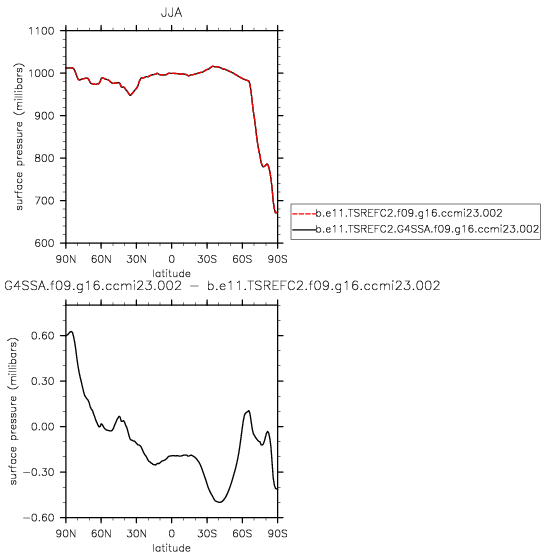 JJA
1100
1000
900
800
700
600
surface pressure (millibars)
90N 60N 30N 0 30S 60S 90S
latitude
b.e11.TSREFC2.f09.g16.ccmi23.002
b.e11.TSREFC2.G4SSA.f09.g16.ccmi23.002
G4SSA.f09.g16.ccmi23.002 − b.e11.TSREFC2.f09.g16.ccmi23.002
0.60
0.30
0.00
−0.30
−0.60
surface pressure (millibars)
90N 60N 30N 0 30S 60S 90S
latitude